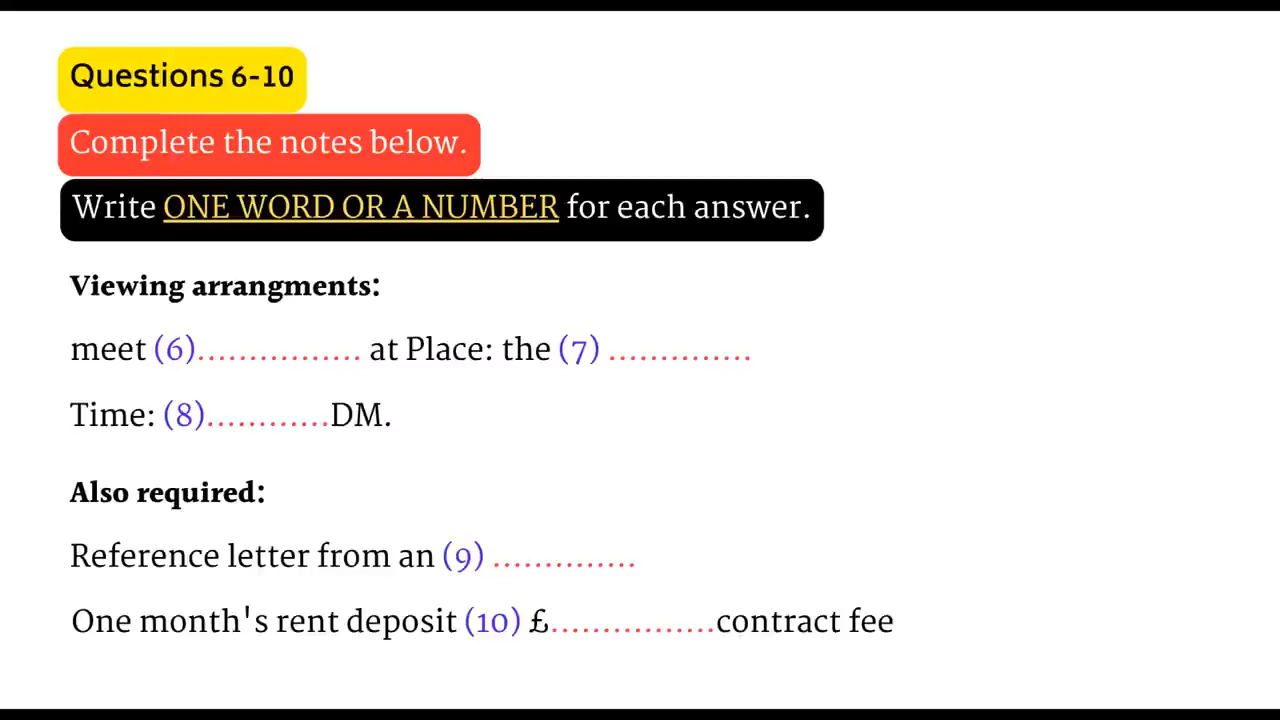 Questions 6-10
Complete the notes below.
Write ONE WORD OR A NUMBER for each answer.
Viewing arrangments:
meet (6)................ at Place: the (7) ..............
Time: (8)............DM.
Also required:
Reference letter from an (9) ..............
One month's rent deposit (10) £................contract fee